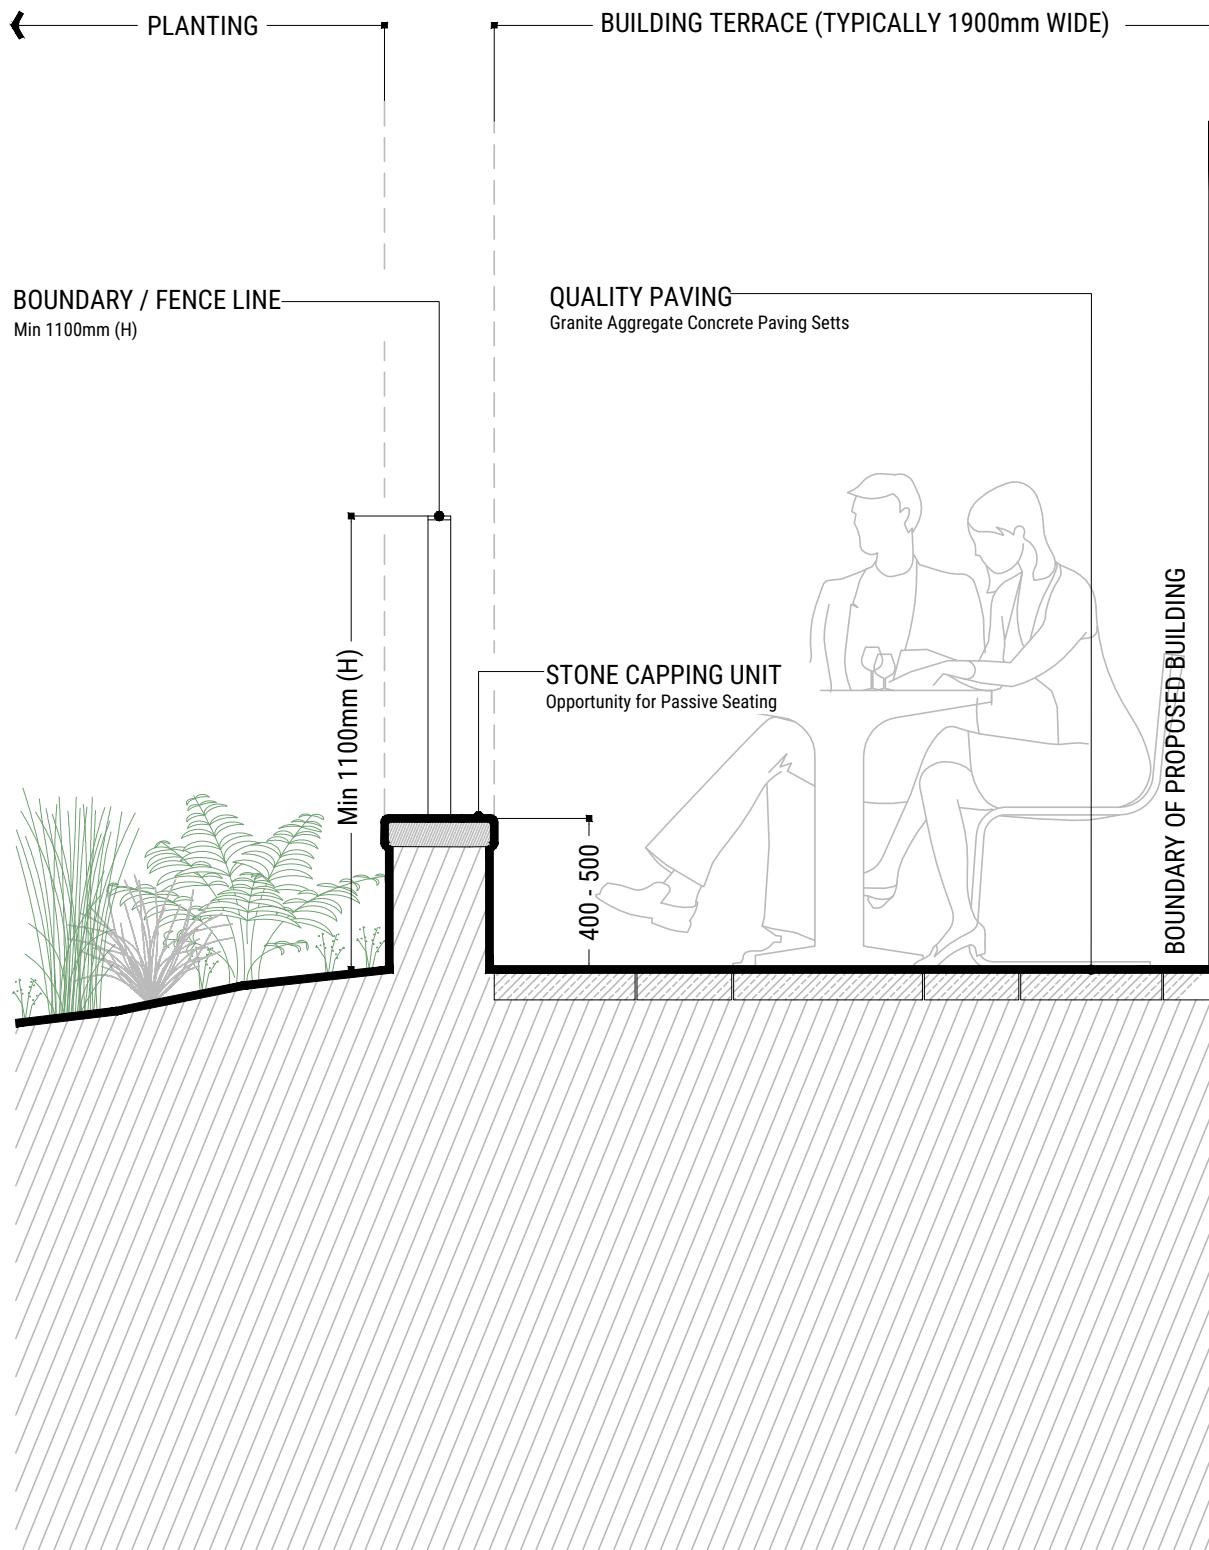 PLANTING
BUILDING TERRACE (TYPICALLY 1900mm WIDE)
BOUNDARY / FENCE LINE
Min 1100mm (H)
QUALITY PAVING
Granite Aggregate Concrete Paving Setts
Min 1100mm (H)
STONE CAPPING UNIT
Opportunity for Passive Seating
400 - 500
BOUNDARY OF PROPOSED BUILDING